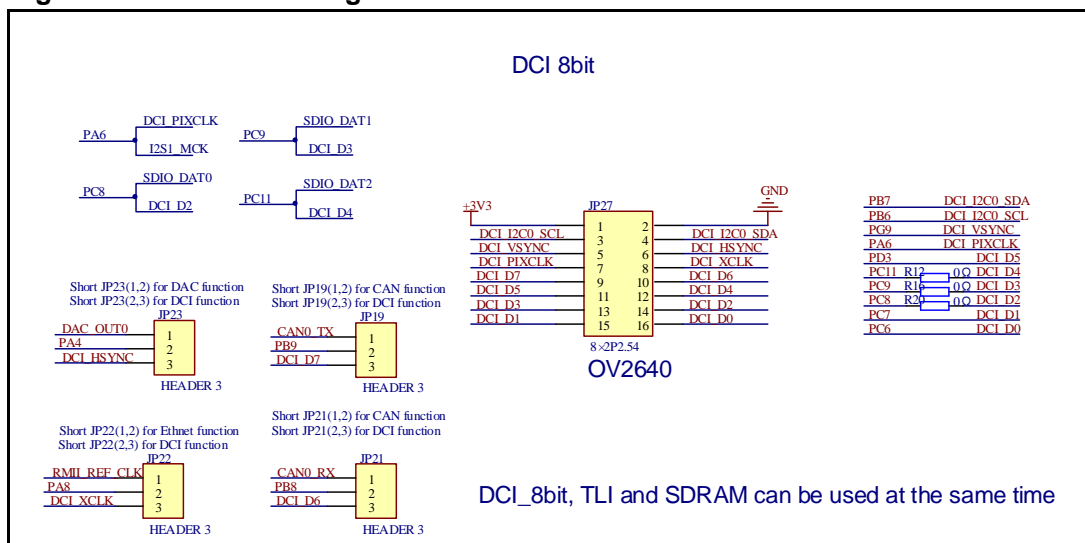 DCI 8bit
PA6
DCI_PIXCLK
I2S1_MCK
PC9
SDIO_DAT1
DCI_D3
PC8
SDIO_DAT0
DCI_D2
PC11
SDIO_DAT2
DCI_D4
Short JP23(1,2) for DAC function
Short JP23(2,3) for DCI function
JP23
DAC_OUT0 1
PA4 2
DCI_HSYNC 3
HEADER 3
Short JP19(1,2) for CAN function
Short JP19(2,3) for DCI function
JP19
CAN0_TX 1
PB9 2
DCI_D7 3
HEADER 3
Short JP22(1,2) for Ethnet function
Short JP22(2,3) for DCI function
JP22
RMII_REF_CLK 1
PA8 2
DCI_XCLK 3
HEADER 3
Short JP21(1,2) for CAN function
Short JP21(2,3) for DCI function
JP21
CAN0_RX 1
PB8 2
DCI_D6 3
HEADER 3
+3V3
JP27
GND
1 2
DCI_I2C0_SCL 3 4 DCI_I2C0_SDA
DCI_VSYNC 5 6 DCI_HSYNC
DCI_PIXCLK 7 8 DCI_XCLK
DCI_D7 9 10 DCI_D6
DCI_D5 11 12 DCI_D4
DCI_D3 13 14 DCI_D2
DCI_D1 15 16 DCI_D0
8×2P2.54
OV2640
PB7 DCI_I2C0_SDA
PB6 DCI_I2C0_SCL
PG9 DCI_VSYNC
PA6 DCI_PIXCLK
PD3 DCI_D5
PC11 R12 0Ω DCI_D4
PC9 R16 0Ω DCI_D3
PC8 R20 0Ω DCI_D2
PC7 DCI_D1
PC6 DCI_D0
DCI_8bit, TLI and SDRAM can be used at the same time